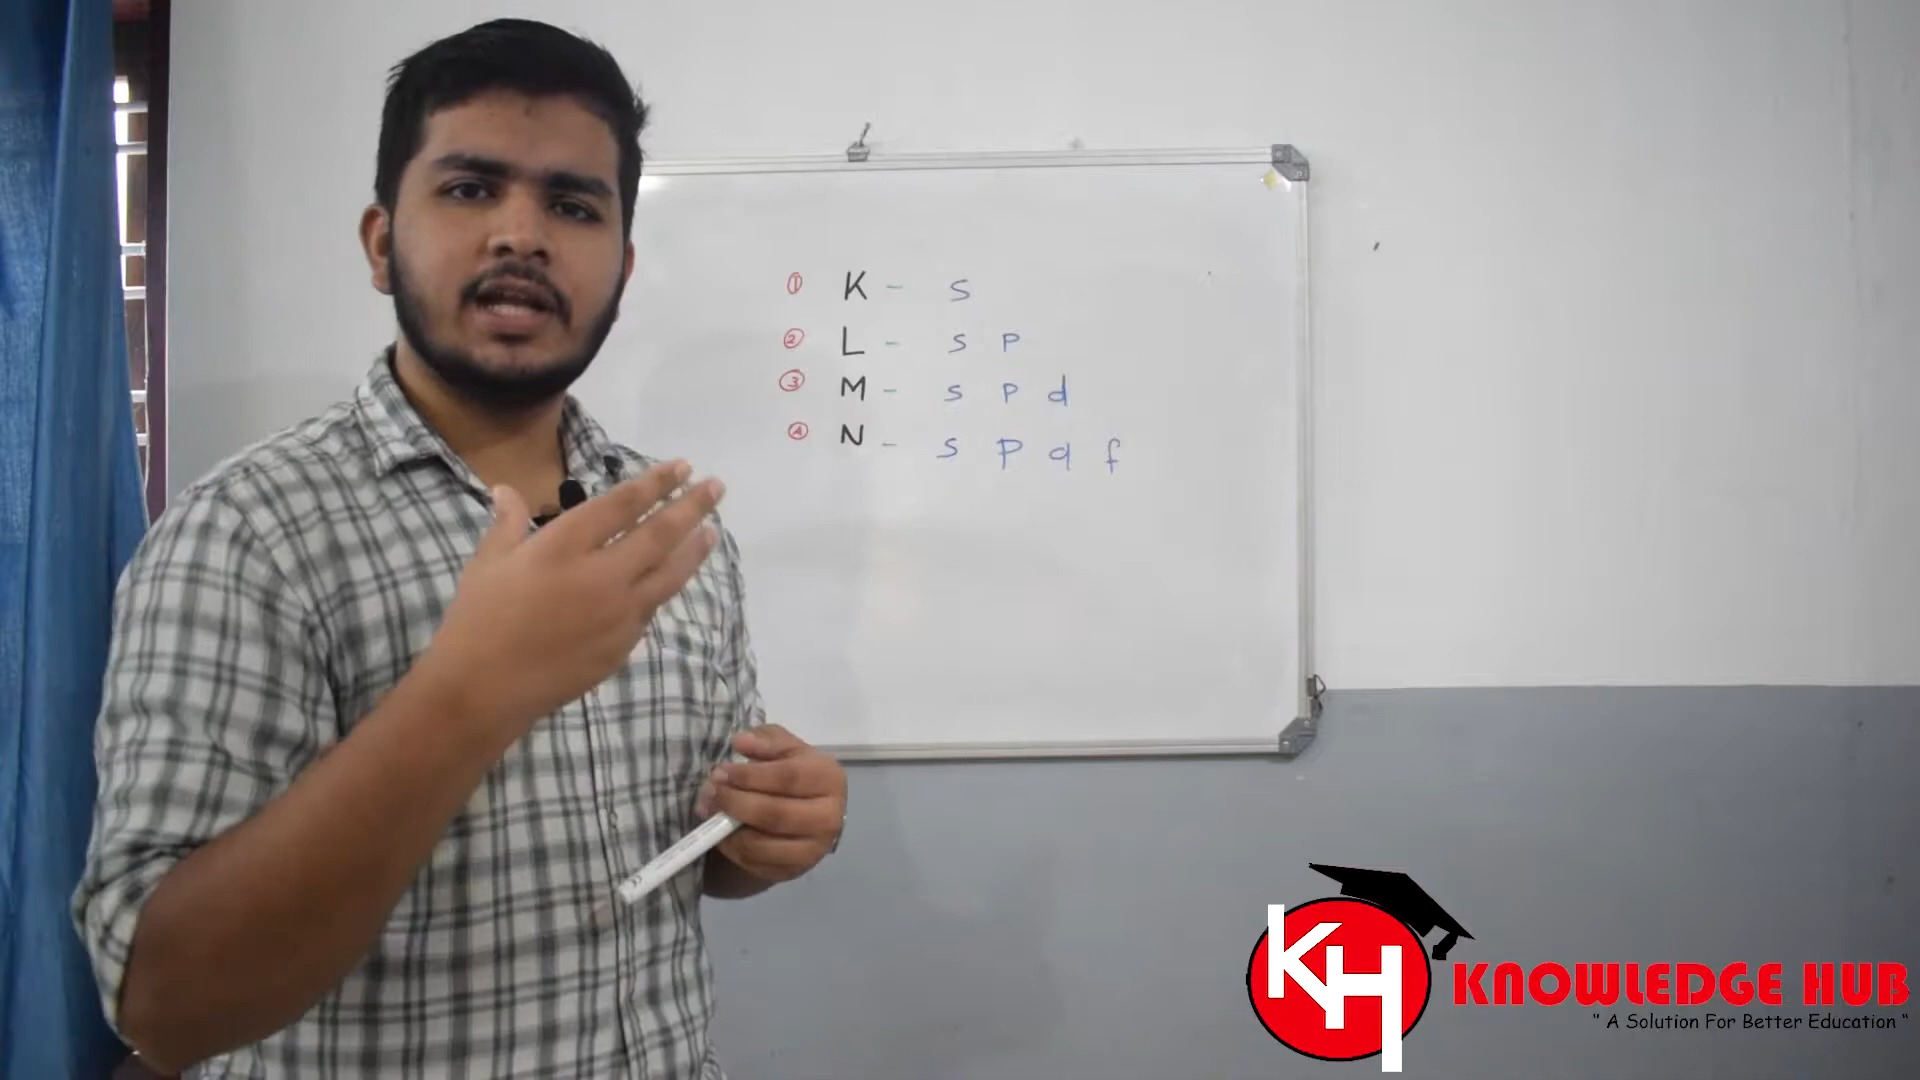 ① K - s
② L - s p
③ M - s p d
④ N - s p d f
KH
KNOWLEDGE HUB
" A Solution For Better Education "